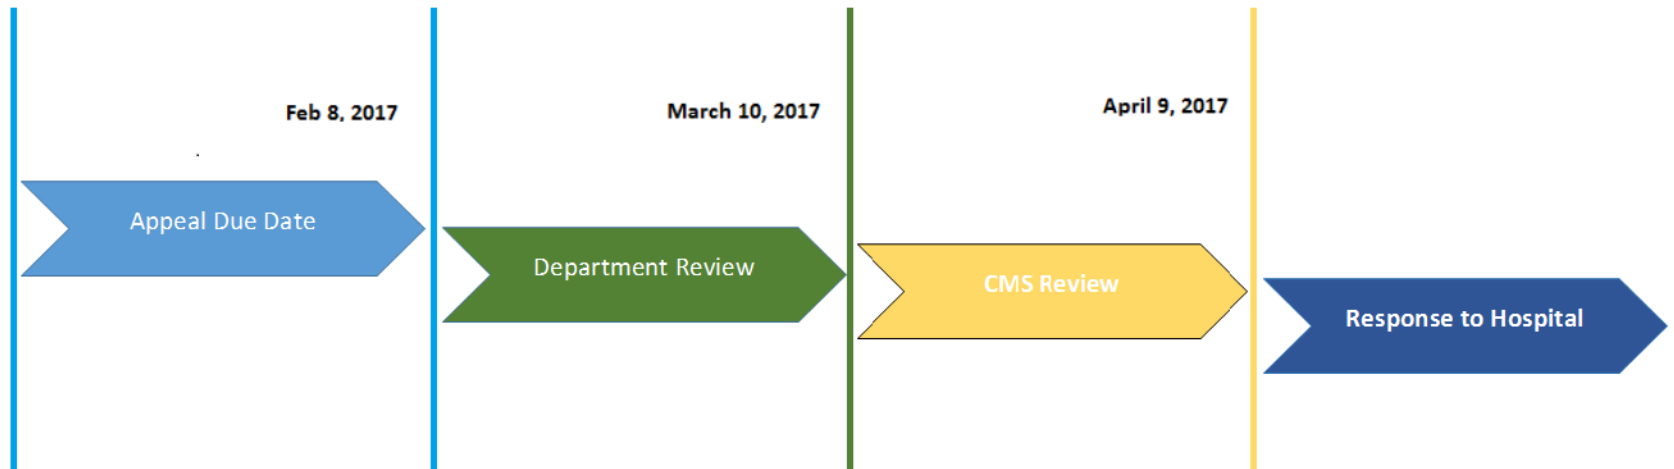 Feb 8, 2017
March 10, 2017
April 9, 2017
Appeal Due Date
Department Review
CMS Review
Response to Hospital